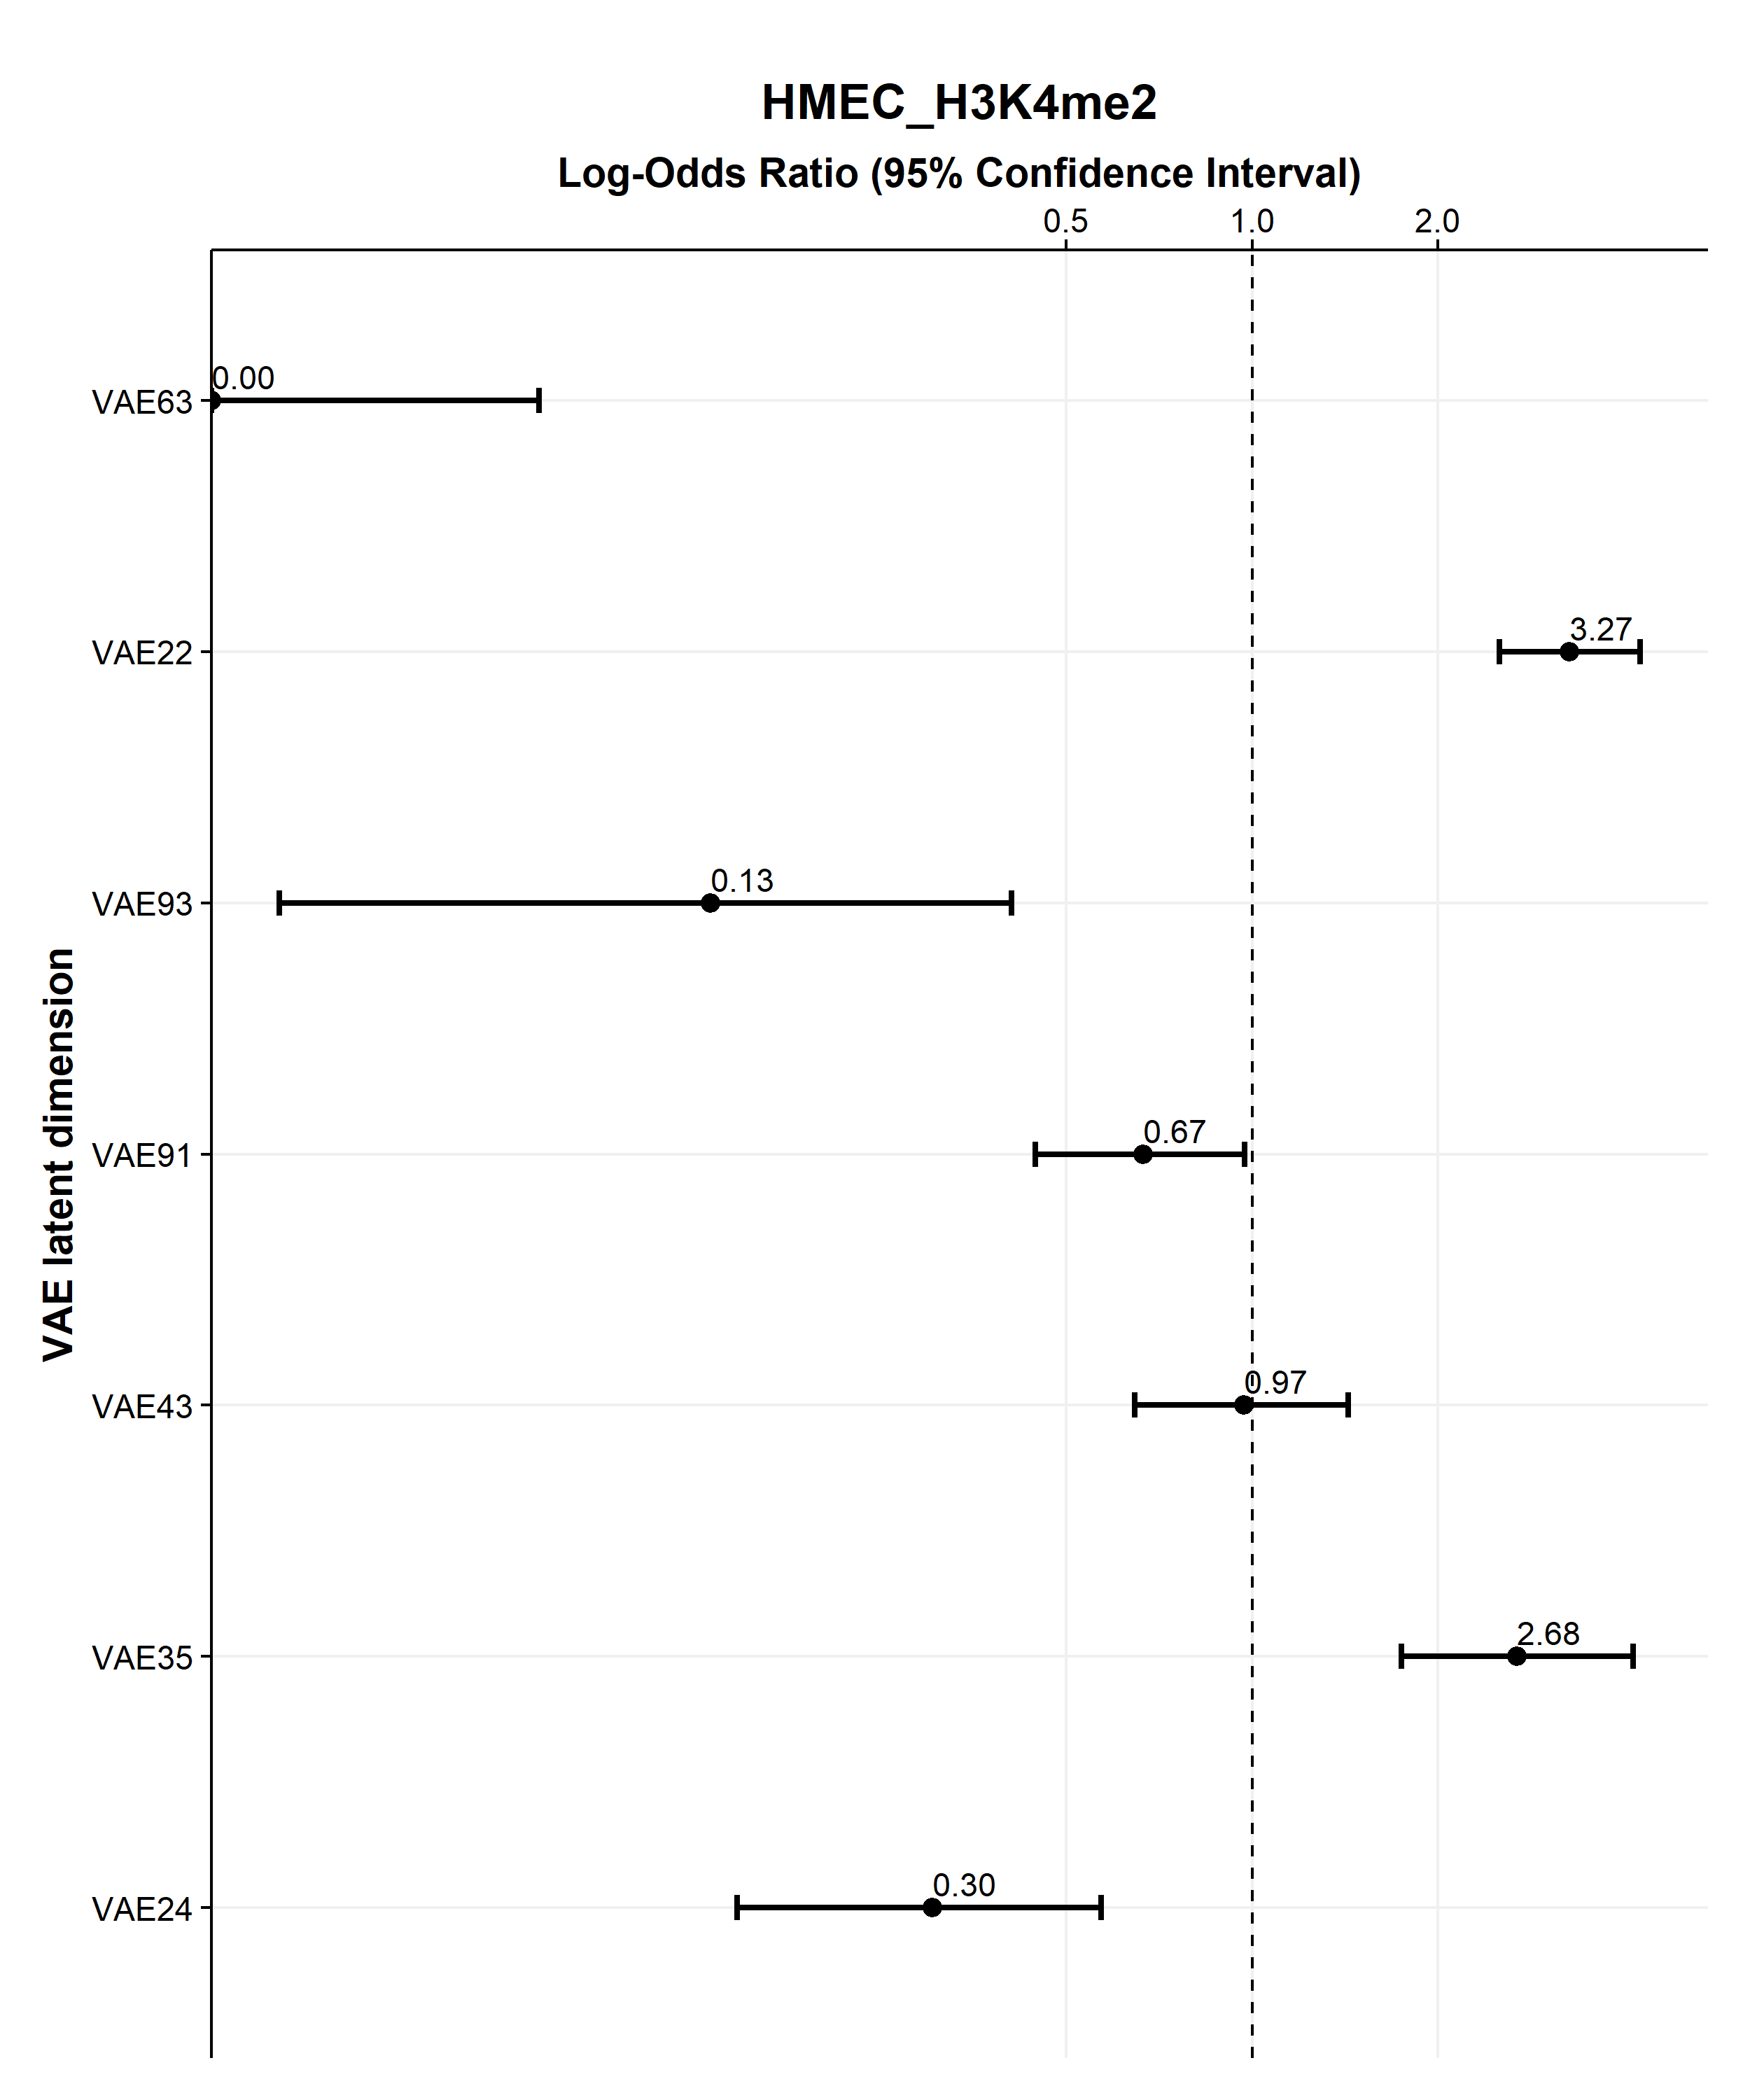 HMEC_H3K4me2
Log-Odds Ratio (95% Confidence Interval)
0.5 1.0 2.0
VAE63 0.00
VAE22 3.27
VAE93 0.13
VAE latent dimension
VAE91 0.67
VAE43 0.97
VAE35 2.68
VAE24 0.30